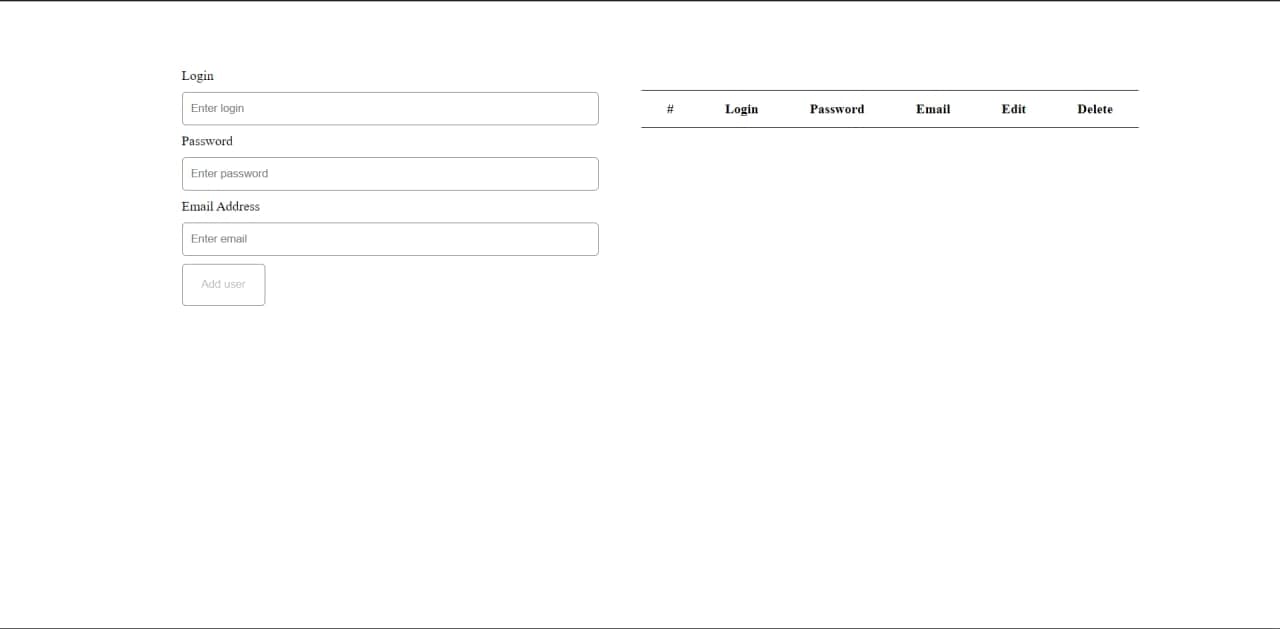 Login
Enter login
Password
Enter password
Email Address
Enter email
Add user
# Login Password Email Edit Delete